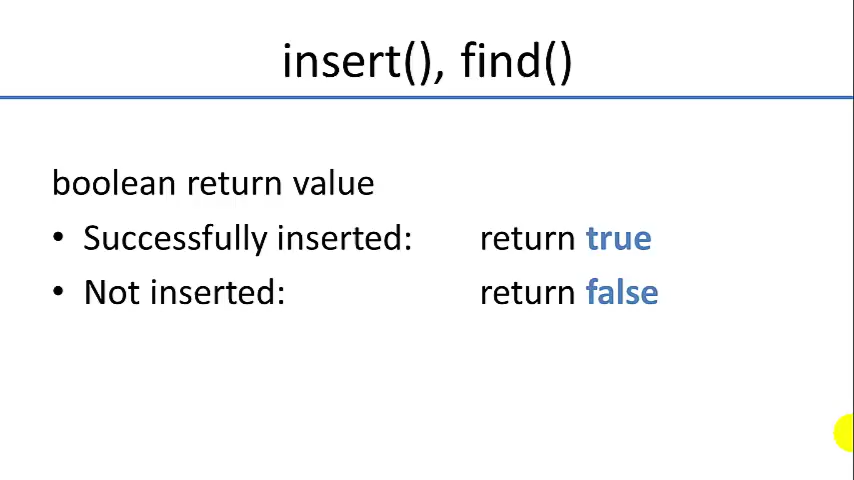 insert(), find()
boolean return value
• Successfully inserted: return true
• Not inserted: return false